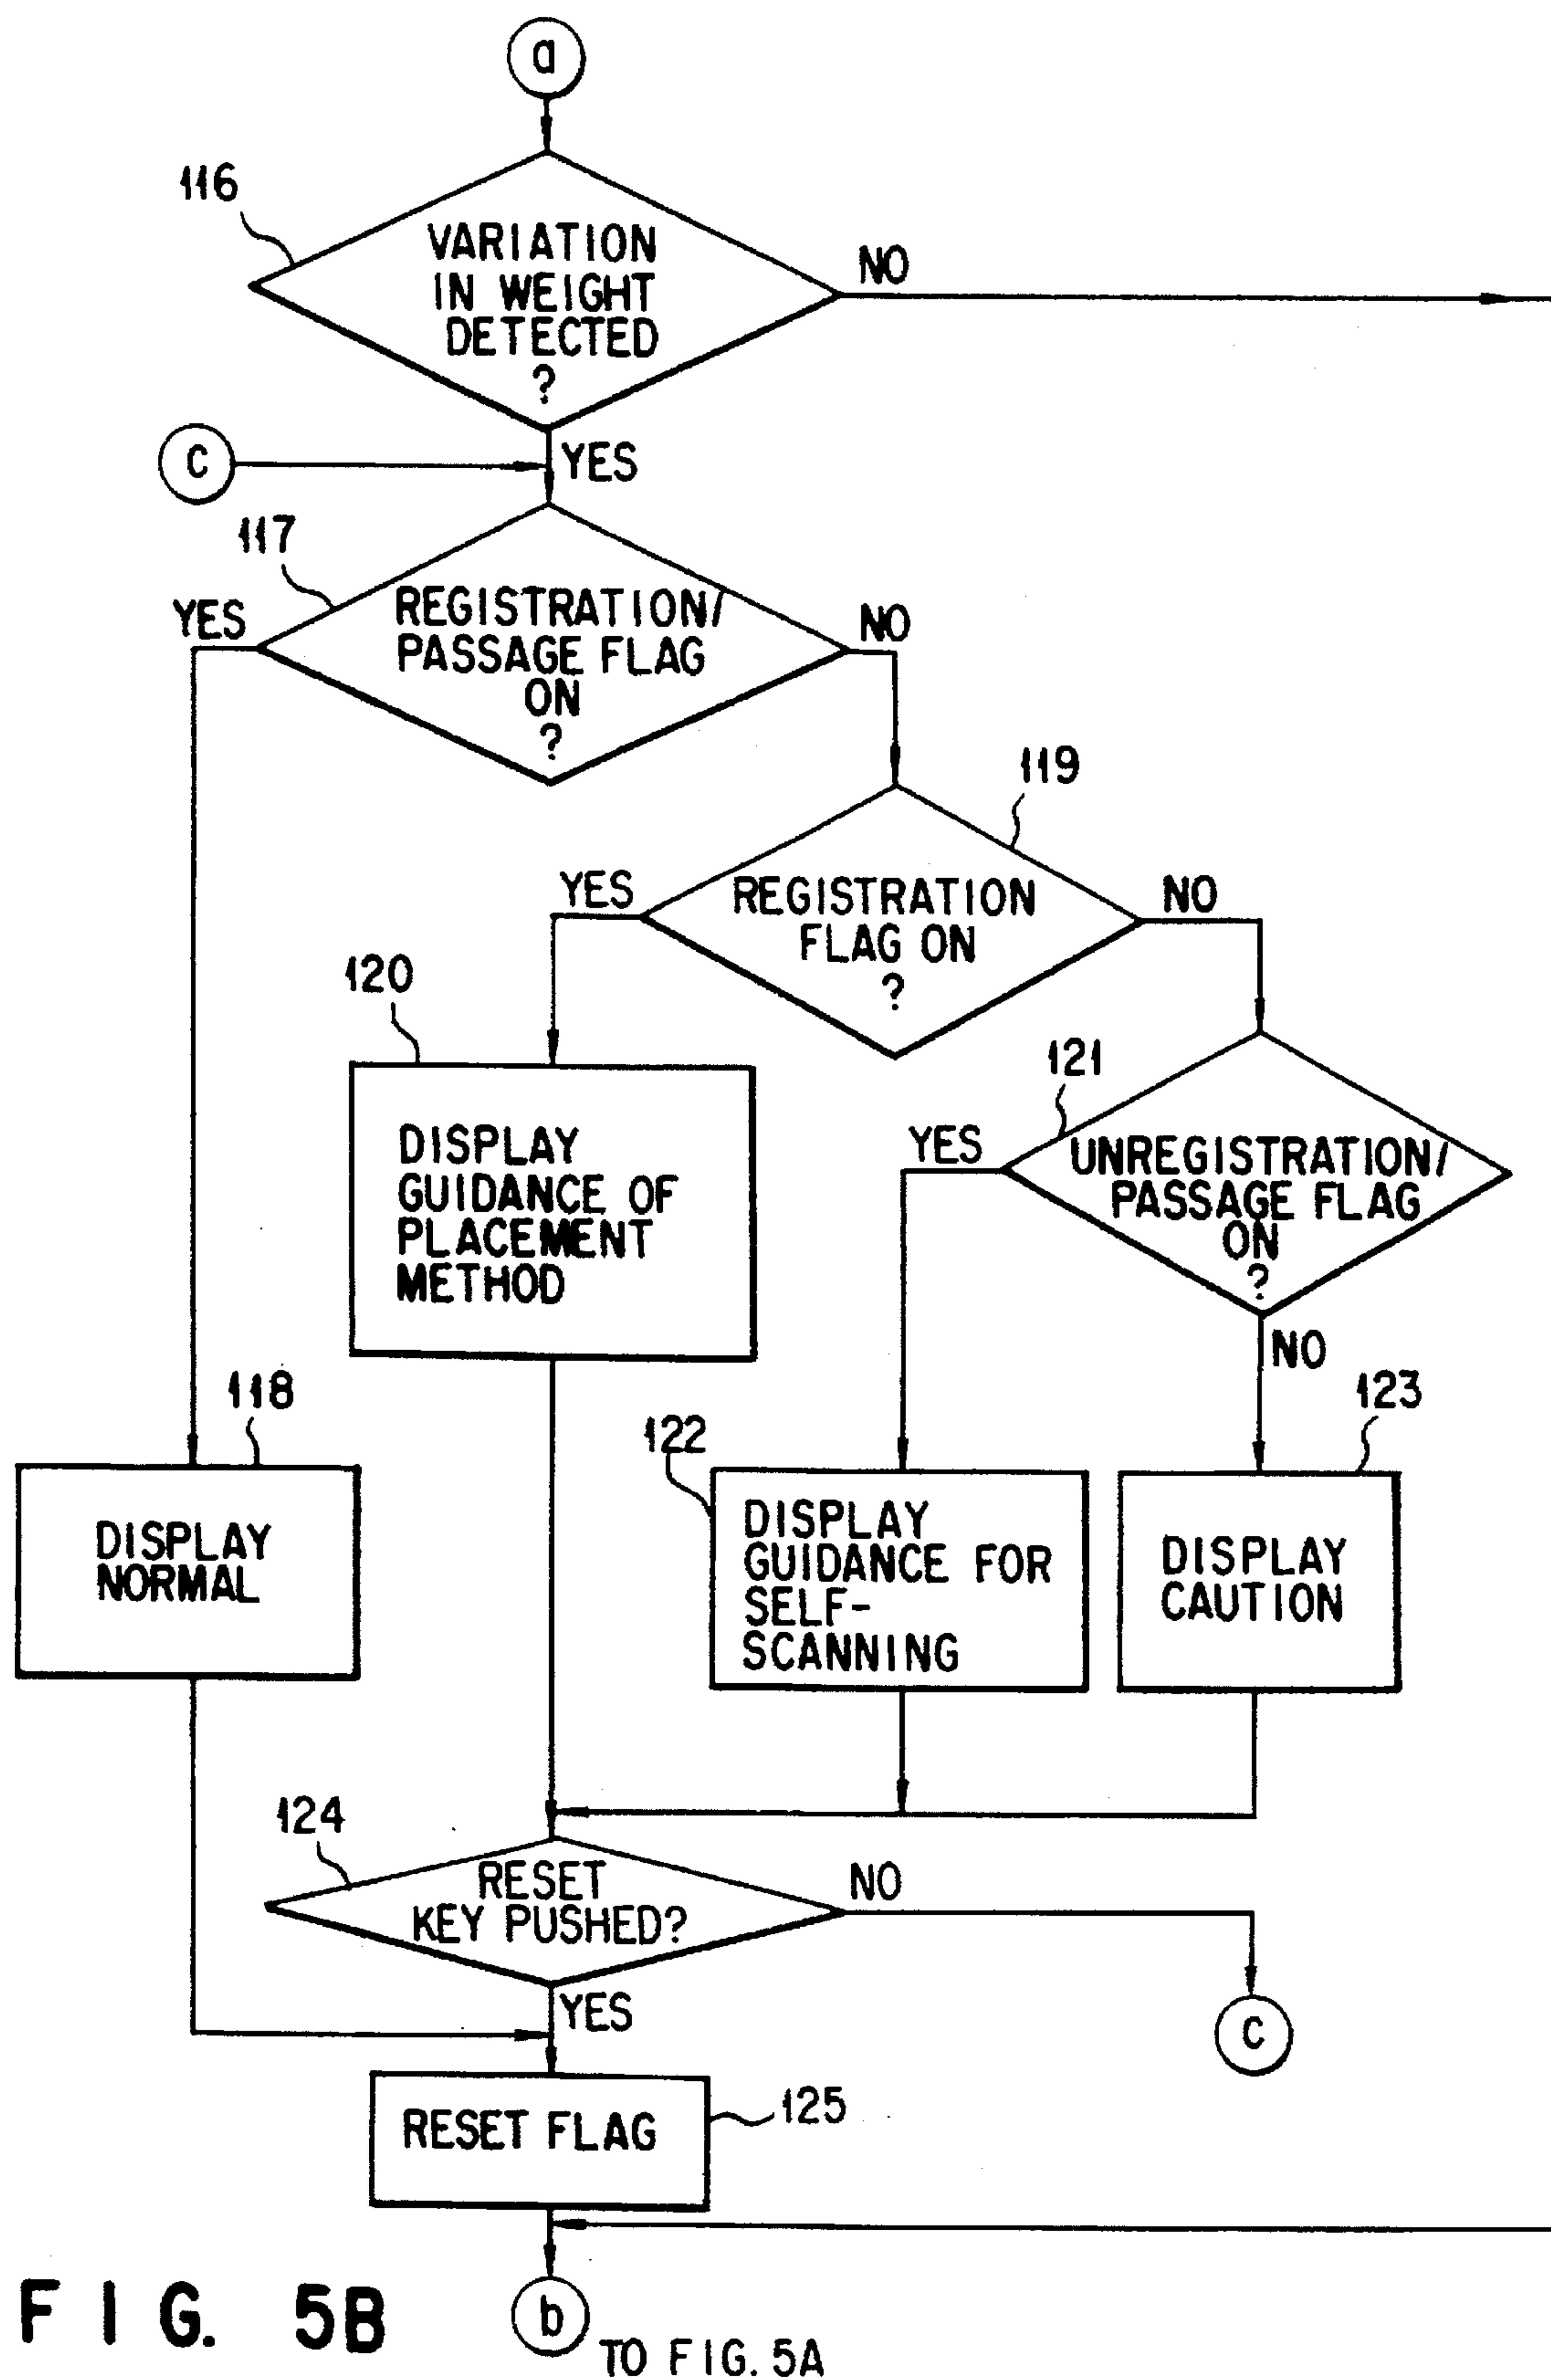 a
116
VARIATION
IN WEIGHT
DETECTED
?
NO
C
YES
117
YES
REGISTRATION/
PASSAGE FLAG
ON
?
NO
119
YES
REGISTRATION
FLAG ON
?
NO
120
DISPLAY
GUIDANCE OF
PLACEMENT
METHOD
121
YES
UNREGISTRATION/
PASSAGE FLAG
ON
?
NO
118
DISPLAY
NORMAL
122
DISPLAY
GUIDANCE FOR
SELF-
SCANNING
123
DISPLAY
CAUTION
124
RESET
KEY PUSHED?
NO
YES
C
RESET FLAG
125
b
TO FIG. 5A
FIG. 5B